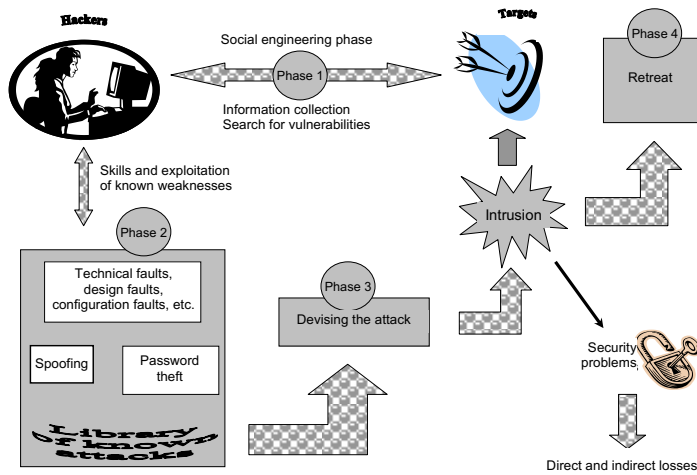 Hackers
Targets
Phase 4
Retreat
Social engineering phase
Phase 1
Information collection
Search for vulnerabilities
Skills and exploitation
of known weaknesses
Intrusion
Phase 2
Technical faults,
design faults,
configuration faults, etc.
Spoofing
Password
theft
Library
of known
attacks
Phase 3
Devising the attack
Security
problems
Direct and indirect losses